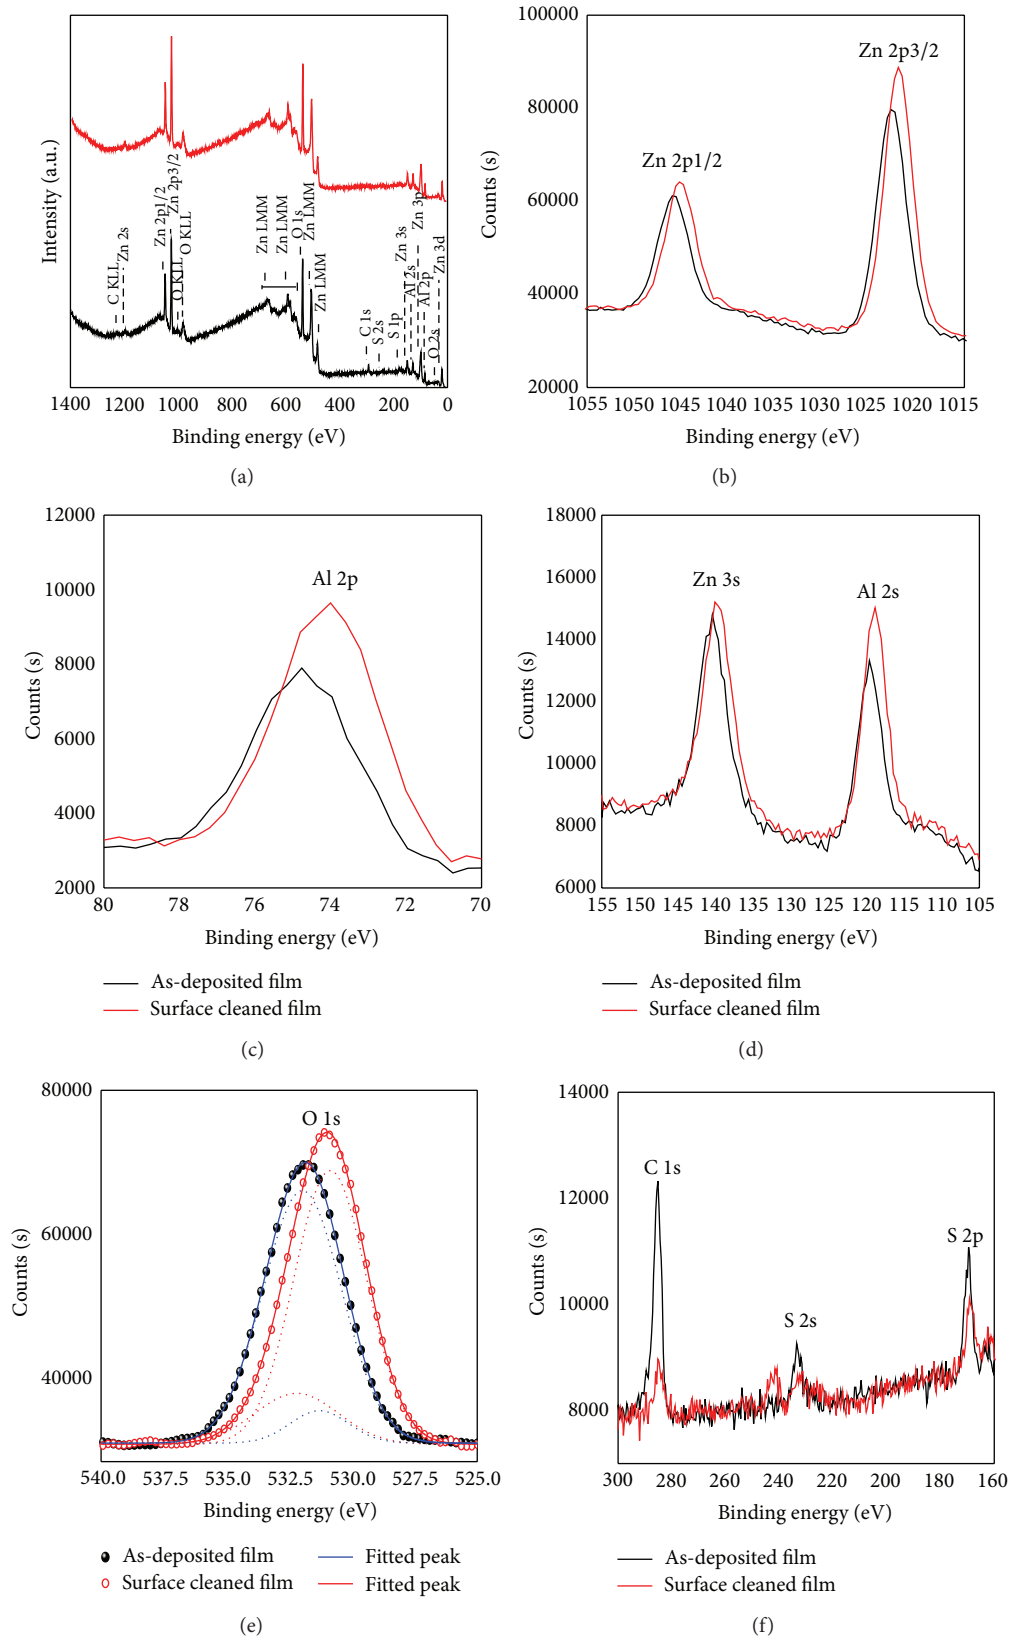 Intensity (a.u.)
C KLL
Zn 2s
Zn 2p1/2
Zn 2p3/2
O KLL
O KLL
Zn LMM
Zn LMM
O 1s
Zn LMM
Zn LMM
C 1s
S 2s
S 1p
Zn 3s
Al 2s
Zn 3p
Al 2p
O 2s
Zn 3d
1400 1200 1000 800 600 400 200 0
Binding energy (eV)
(a)
100000
80000
60000
40000
20000
Counts (s)
Zn 2p1/2
Zn 2p3/2
1055 1050 1045 1040 1035 1030 1025 1020 1015
Binding energy (eV)
(b)
12000
10000
8000
6000
4000
2000
Counts (s)
Al 2p
80 78 76 74 72 70
Binding energy (eV)
As-deposited film
Surface cleaned film
(c)
18000
16000
14000
12000
10000
8000
6000
Counts (s)
Zn 3s
Al 2s
155 150 145 140 135 130 125 120 115 110 105
Binding energy (eV)
As-deposited film
Surface cleaned film
(d)
80000
60000
40000
Counts (s)
O 1s
540.0 537.5 535.0 532.5 530.0 527.5 525.0
Binding energy (eV)
As-deposited film Fitted peak
Surface cleaned film Fitted peak
(e)
14000
12000
10000
8000
Counts (s)
C 1s
S 2s
S 2p
300 280 260 240 220 200 180 160
Binding energy (eV)
As-deposited film
Surface cleaned film
(f)